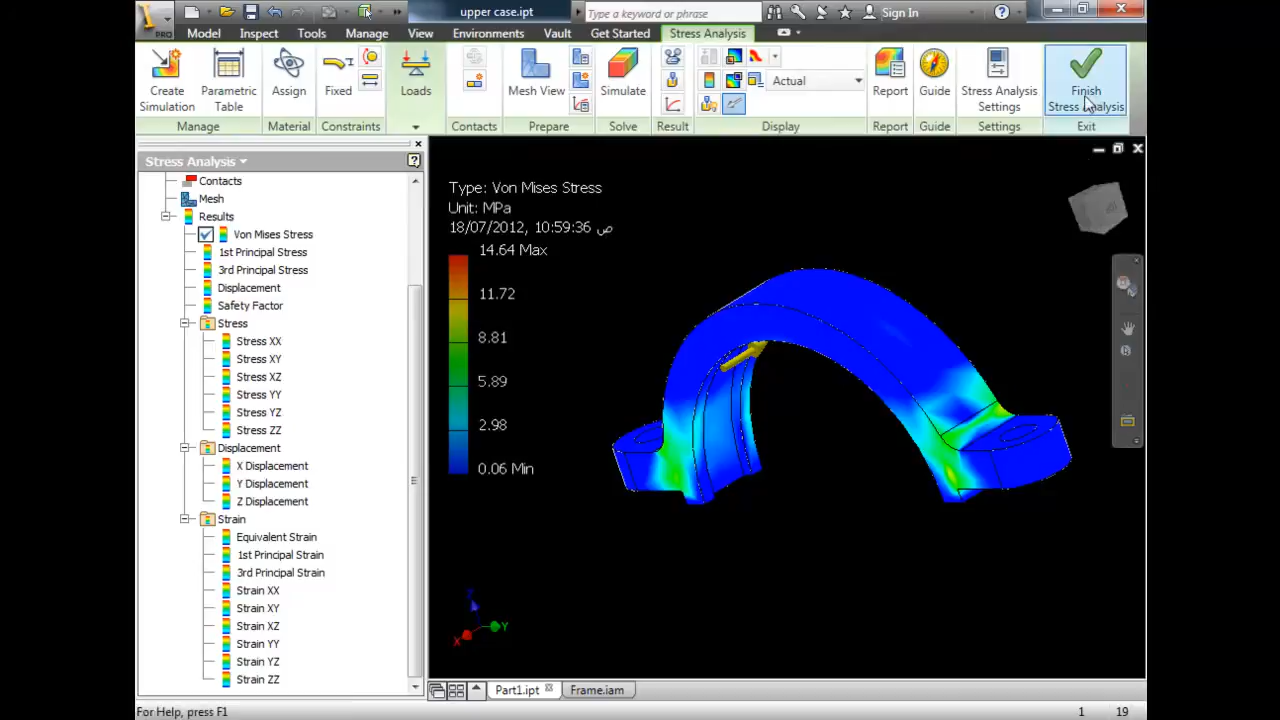 upper case.ipt
Type a keyword or phrase
Sign In
PRO
Model Inspect Tools Manage View Environments Vault Get Started Stress Analysis
Create Simulation
Parametric Table
Assign
Fixed
Loads
Mesh View
Simulate
Actual
Report
Guide
Stress Analysis Settings
Finish Stress Analysis
Manage Material Constraints Contacts Prepare Solve Result Display Report Guide Settings Exit
Stress Analysis
Contacts
Mesh
Results
Von Mises Stress
1st Principal Stress
3rd Principal Stress
Displacement
Safety Factor
Stress
Stress XX
Stress XY
Stress XZ
Stress YY
Stress YZ
Stress ZZ
Displacement
X Displacement
Y Displacement
Z Displacement
Strain
Equivalent Strain
1st Principal Strain
3rd Principal Strain
Strain XX
Strain XY
Strain XZ
Strain YY
Strain YZ
Strain ZZ
Type: Von Mises Stress
Unit: MPa
18/07/2012, 10:59:36 ص
14.64 Max
11.72
8.81
5.89
2.98
0.06 Min
Z
Y
X
Part1.ipt
Frame.iam
For Help, press F1
1 19